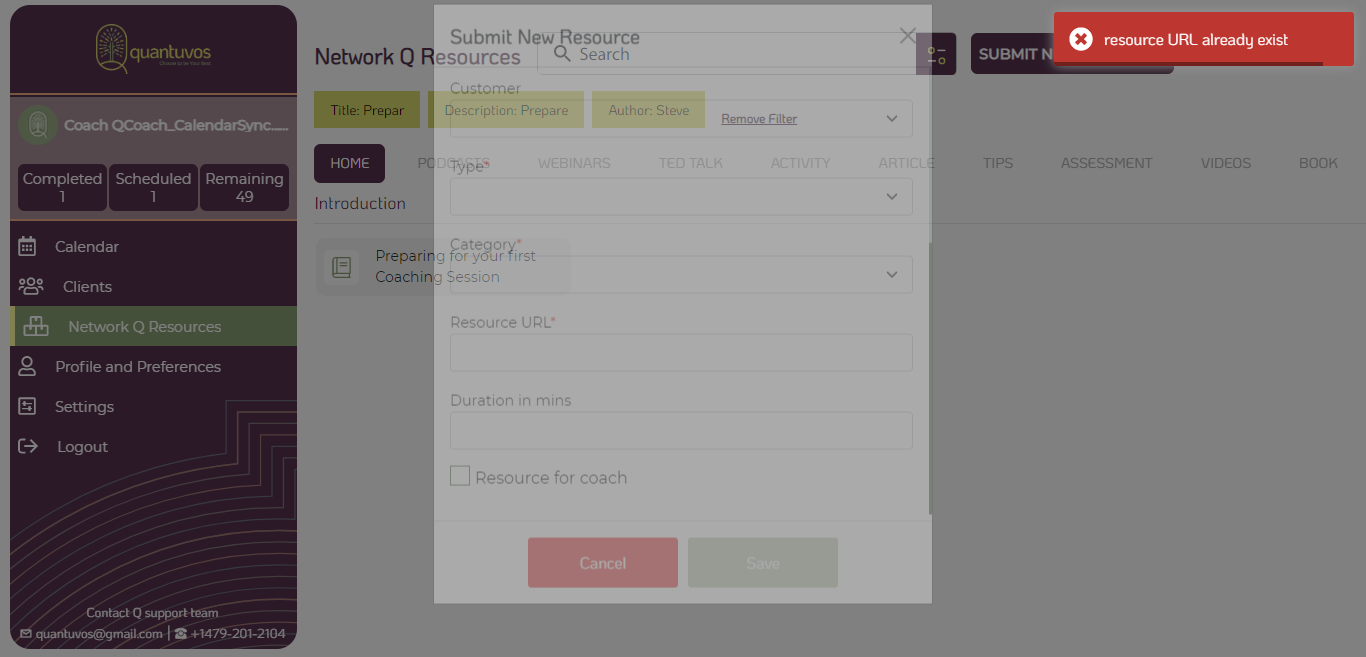 quantuvos
Choose to be Your Best
Coach QCoach_CalendarSync......
Completed
1
Scheduled
1
Remaining
49
Calendar
Clients
Network Q Resources
Profile and Preferences
Settings
Logout
Contact Q support team
quantuvos@gmail.com | +1479-201-2104
Network Q Resources
Search
SUBMIT N
resource URL already exist
Title: Prepar
Description: Prepare
Author: Steve
Remove Filter
HOME
PODCASTS
WEBINARS
TED TALK
ACTIVITY
ARTICLE
TIPS
ASSESSMENT
VIDEOS
BOOK
Introduction
Preparing for your first
Coaching Session
Submit New Resource
Customer
Type*
Category*
Resource URL*
Duration in mins
Resource for coach
Cancel
Save